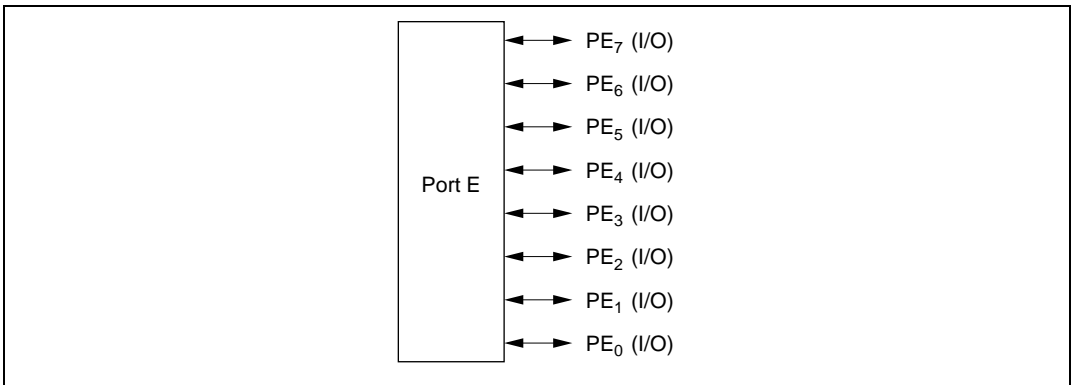 PE₇ (I/O)
PE₆ (I/O)
PE₅ (I/O)
PE₄ (I/O)
Port E
PE₃ (I/O)
PE₂ (I/O)
PE₁ (I/O)
PE₀ (I/O)